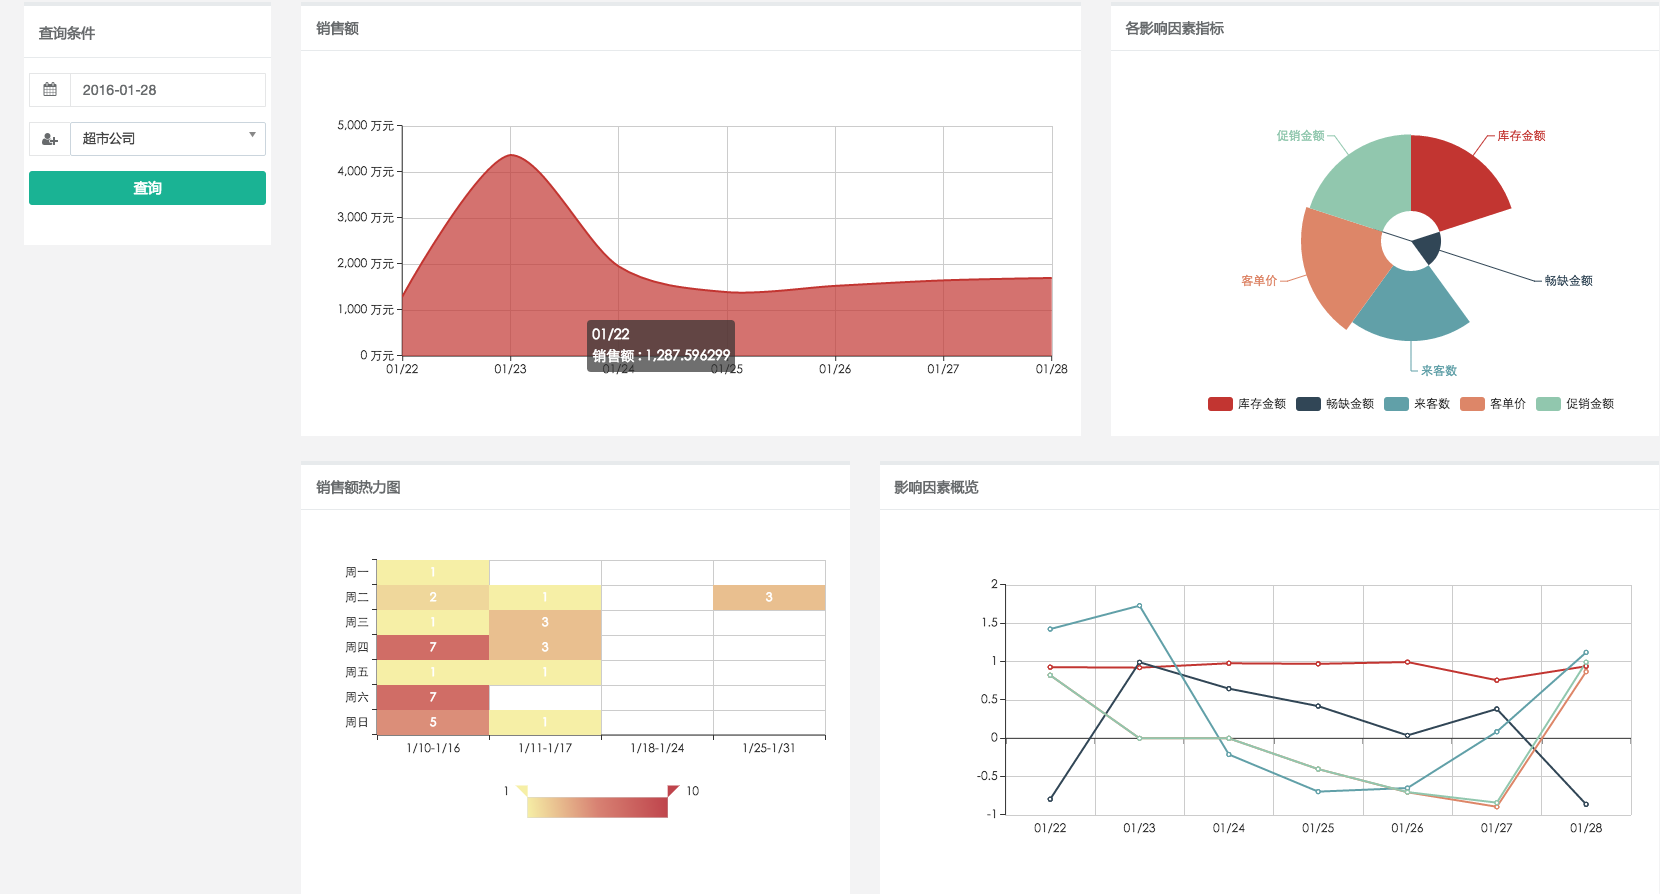 查询条件
2016-01-28
超市公司
查询
销售额
5,000 万元
4,000 万元
3,000 万元
2,000 万元
1,000 万元
0 万元
01/22
销售额 : 1,287.596299
01/22
01/23
01/24
01/25
01/26
01/27
01/28
各影响因素指标
促销金额
库存金额
客单价
畅缺金额
来客数
库存金额
畅缺金额
来客数
客单价
促销金额
销售额热力图
周一
1
周二
2
1
3
周三
1
3
周四
7
3
周五
1
1
周六
7
周日
5
1
1/10-1/16
1/11-1/17
1/18-1/24
1/25-1/31
1
10
影响因素概览
2
1.5
1
0.5
0
-0.5
-1
01/22
01/23
01/24
01/25
01/26
01/27
01/28